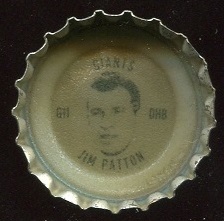 GIANTS
G11 DHB
JIM PATTON